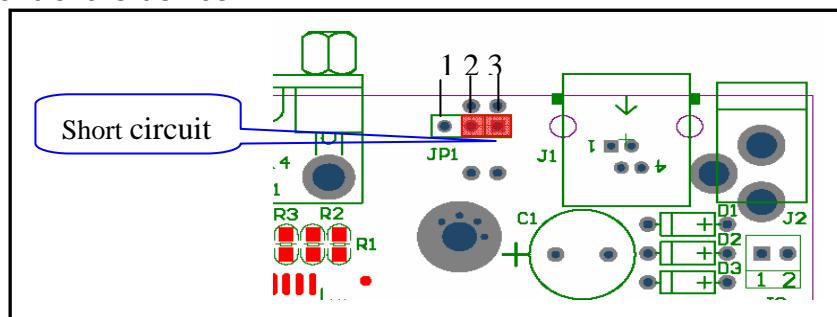 1 2 3
Short circuit
JP1
J1
1
4
4
1
R3 R2
R1
C1
D1
D2
D3
J2
1 2